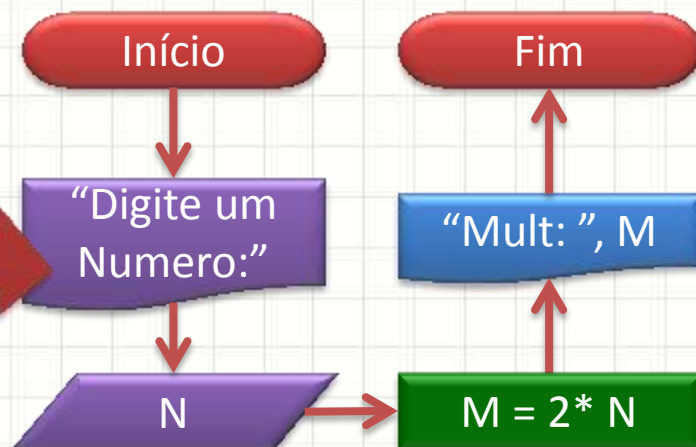 Início
“Digite um
Numero:”
N
M = 2* N
“Mult: ”, M
Fim